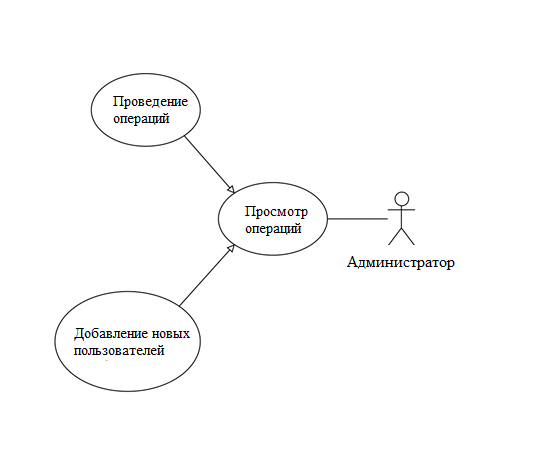 Проведение
операций
Просмотр
операций
Администратор
Добавление новых
пользователей